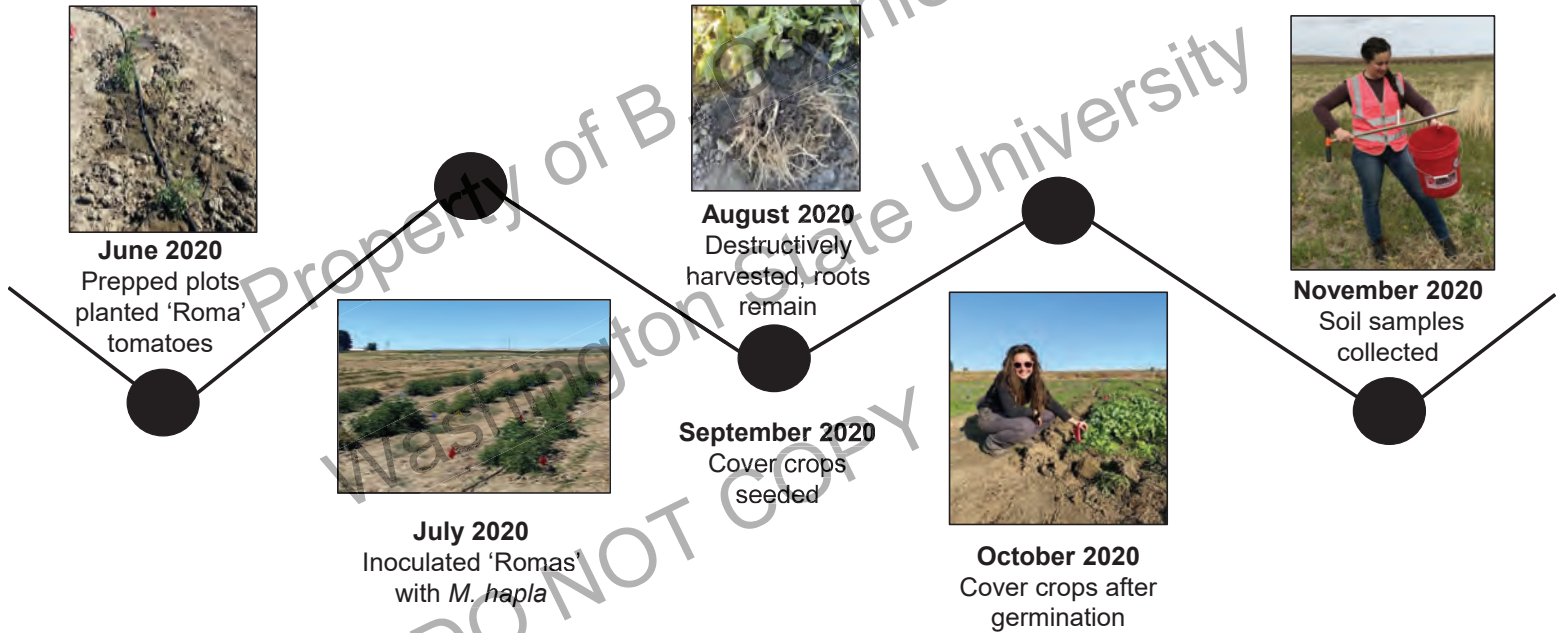 June 2020
Prepped plots
planted ‘Roma’
tomatoes
July 2020
Inoculated ‘Romas’
with M. hapla
August 2020
Destructively
harvested, roots
remain
September 2020
Cover crops
seeded
October 2020
Cover crops after
germination
November 2020
Soil samples
collected
Property of B.
Washington State University
DO NOT COPY